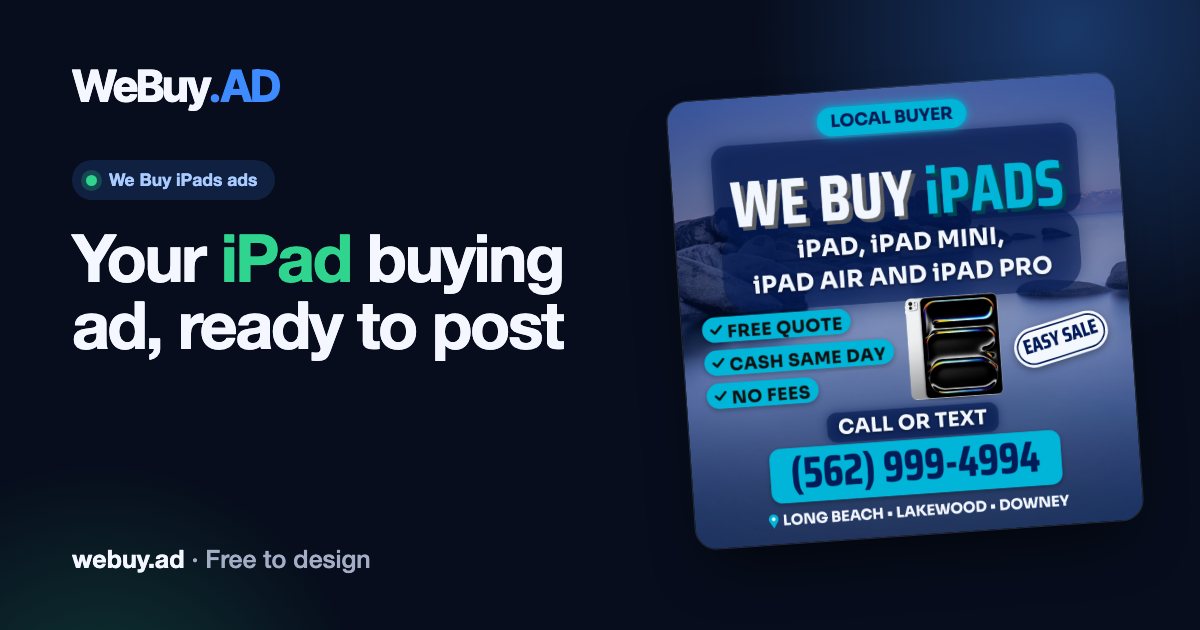 WeBuy.AD
We Buy iPads ads
Your iPad buying
ad, ready to post
webuy.ad · Free to design
LOCAL BUYER
WE BUY iPADS
iPAD, iPAD MINI,
iPAD AIR AND iPAD PRO
FREE QUOTE
CASH SAME DAY
NO FEES
EASY SALE
CALL OR TEXT
(562) 999-4994
LONG BEACH ▪ LAKEWOOD ▪ DOWNEY